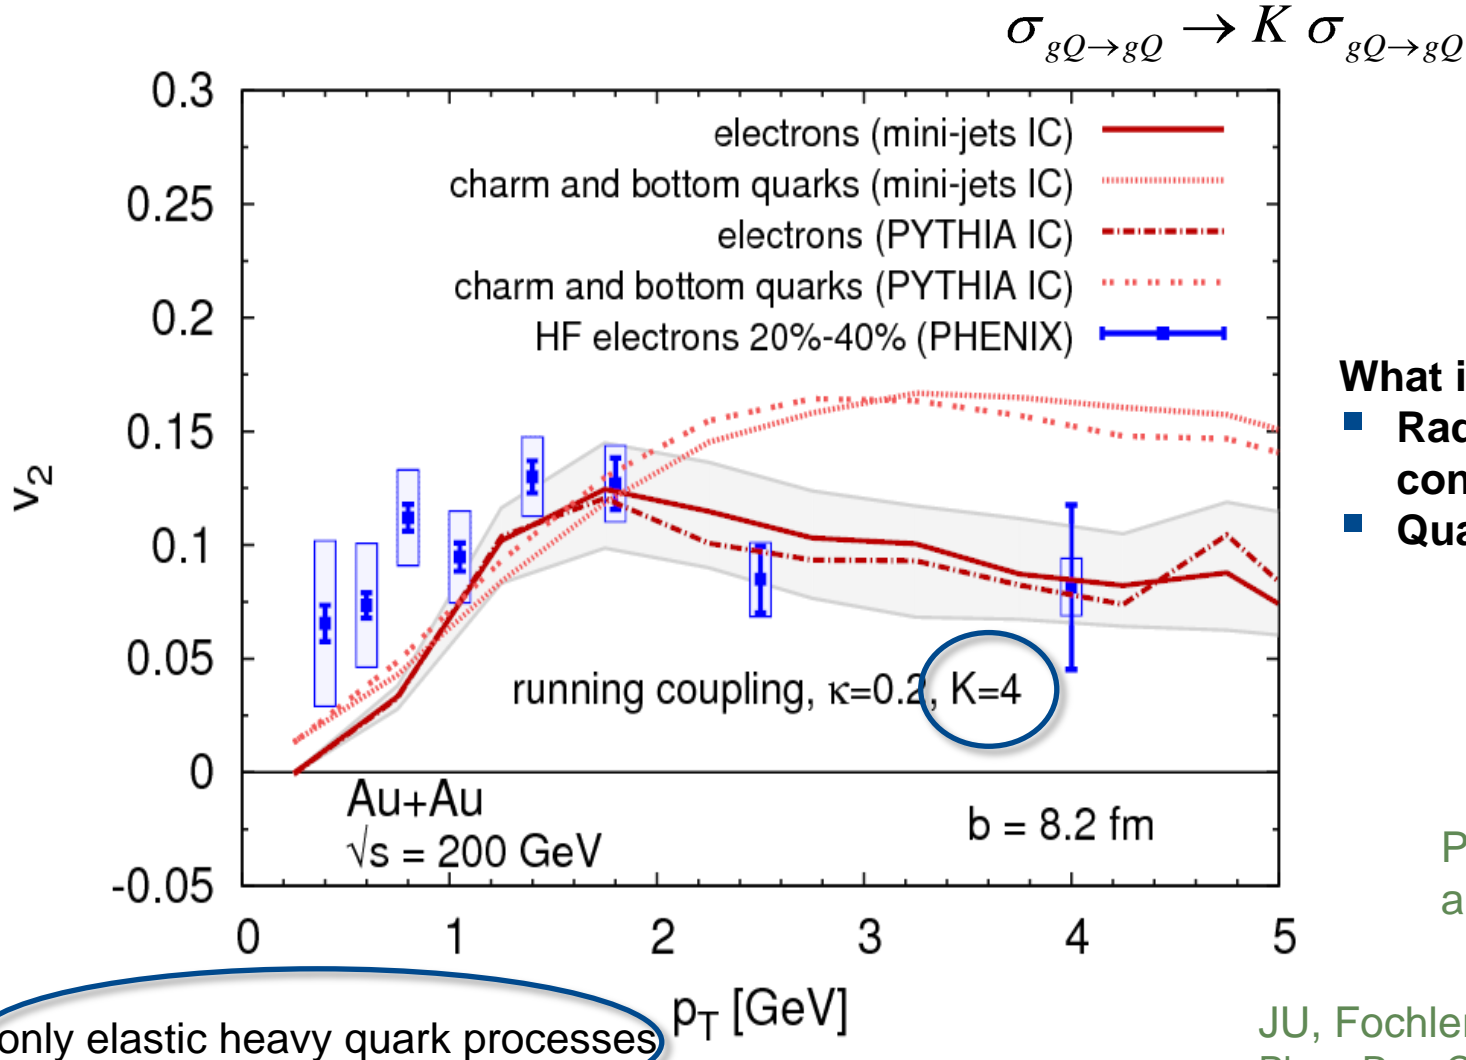 σ gQ→gQ → K σ gQ→gQ
0.3
0.25
0.2
0.15
0.1
0.05
0
-0.05
v2
electrons (mini-jets IC)
charm and bottom quarks (mini-jets IC)
electrons (PYTHIA IC)
charm and bottom quarks (PYTHIA IC)
HF electrons 20%-40% (PHENIX)
running coupling, κ=0.2, K=4
Au+Au
√s = 200 GeV
b = 8.2 fm
0 1 2 3 4 5
pT [GeV]
only elastic heavy quark processes
What i
Rad
con
Qua
P
a
JU, Fochler